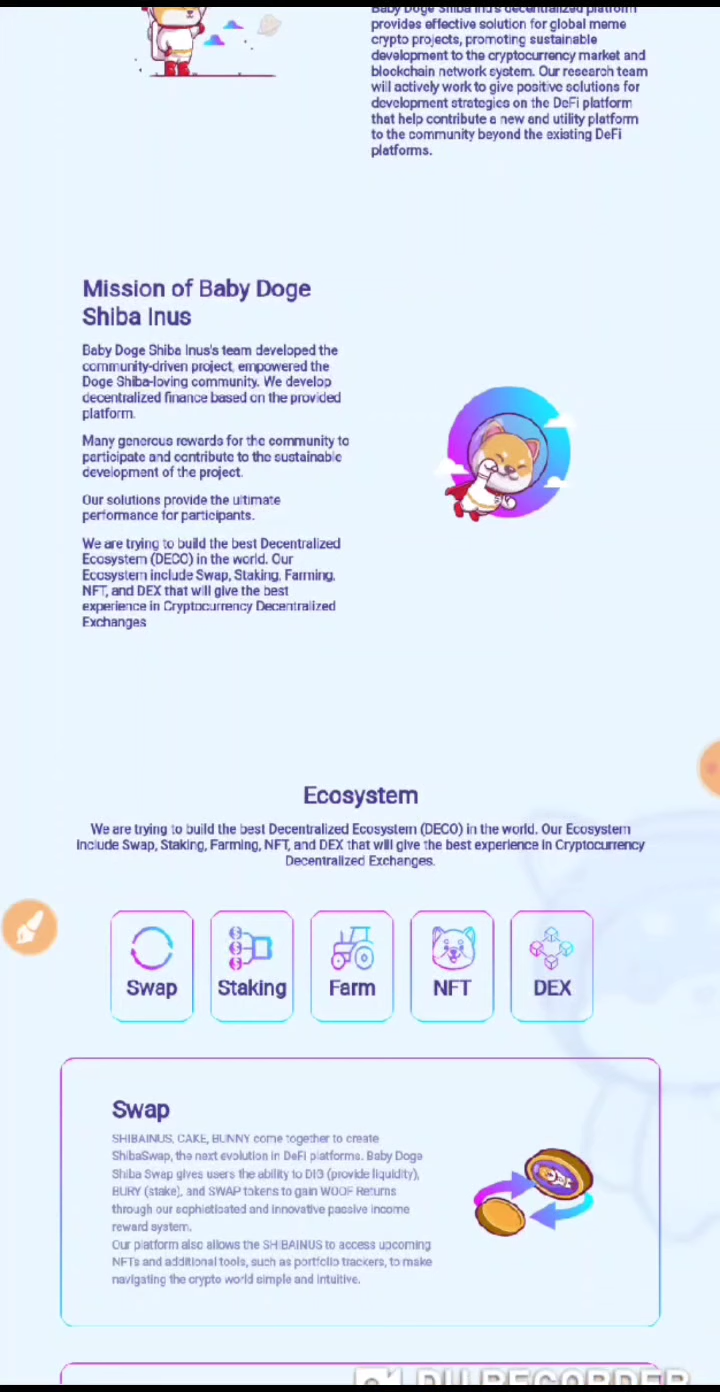 Baby Doge Shiba Inu's decentralized platform
provides effective solution for global meme
crypto projects, promoting sustainable
development to the cryptocurrency market and
blockchain network system. Our research team
will actively work to give positive solutions for
development strategies on the DeFi platform
that help contribute a new and utility platform
to the community beyond the existing DeFi
platforms.
Mission of Baby Doge
Shiba Inus
Baby Doge Shiba Inus's team developed the
community-driven project, empowered the
Doge Shiba-loving community. We develop
decentralized finance based on the provided
platform.
Many generous rewards for the community to
participate and contribute to the sustainable
development of the project.
Our solutions provide the ultimate
performance for participants.
We are trying to build the best Decentralized
Ecosystem (DECO) in the world. Our
Ecosystem include Swap, Staking, Farming,
NFT, and DEX that will give the best
experience in Cryptocurrency Decentralized
Exchanges
Ecosystem
We are trying to build the best Decentralized Ecosystem (DECO) in the world. Our Ecosystem
include Swap, Staking, Farming, NFT, and DEX that will give the best experience in Cryptocurrency
Decentralized Exchanges.
Swap Staking Farm NFT DEX
Swap
SHIBAINUS, CAKE, BUNNY come together to create
ShibaSwap, the next evolution in DeFi platforms. Baby Doge
Shiba Swap gives users the ability to DIG (provide liquidity),
BURY (stake), and SWAP tokens to gain WOOF Returns
through our sophisticated and innovative passive income
reward system.
Our platform also allows the SHIBAINUS to access upcoming
NFTs and additional tools, such as portfolio trackers, to make
navigating the crypto world simple and intuitive.
DU RECORDER